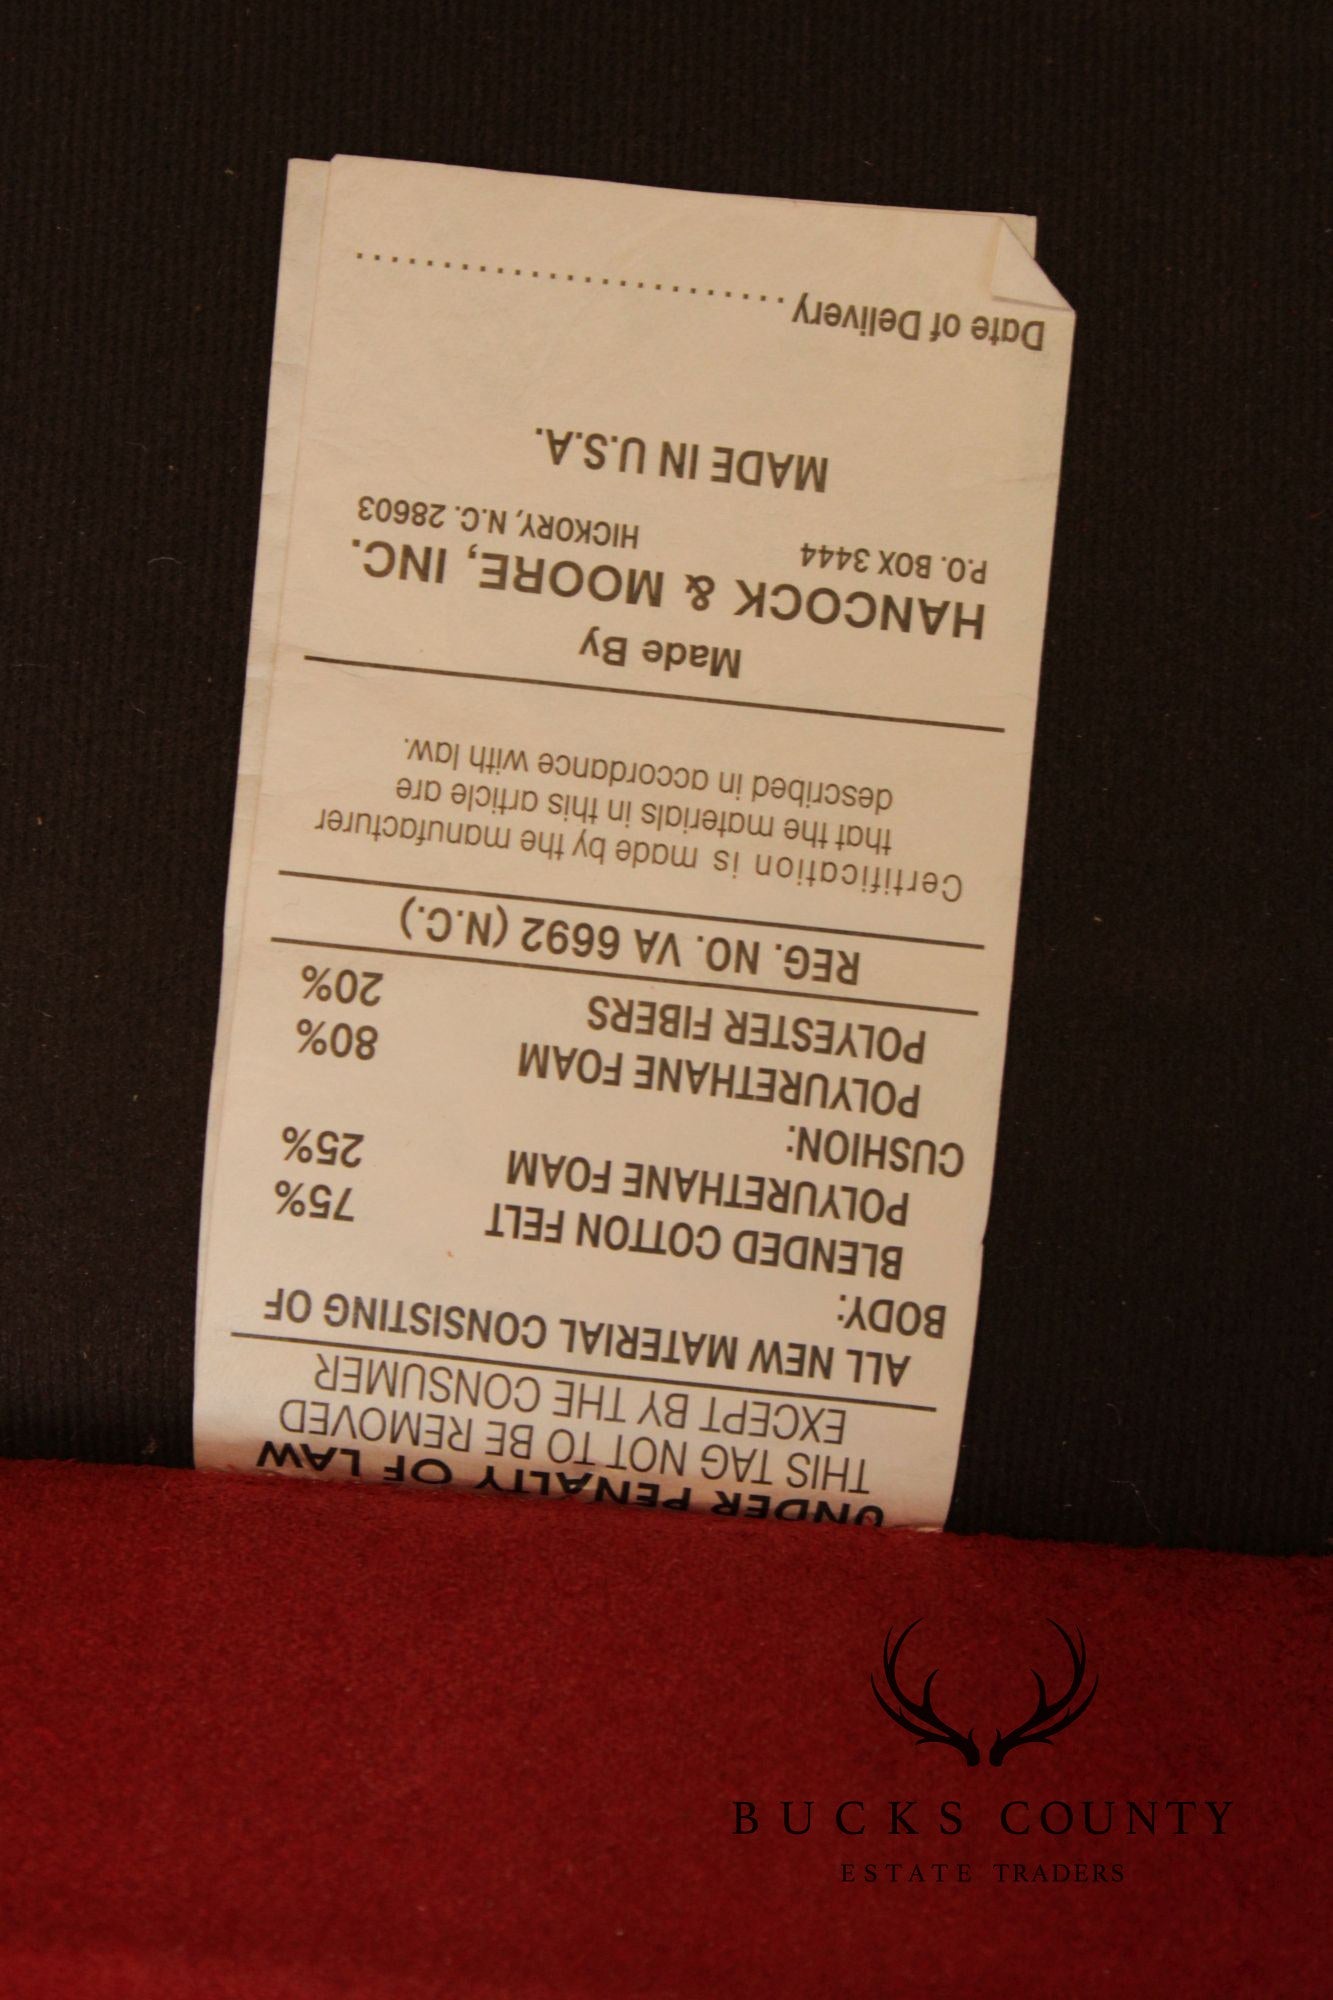 UNDER PENALTY OF LAW
THIS TAG NOT TO BE REMOVED
EXCEPT BY THE CONSUMER
ALL NEW MATERIAL CONSISTING OF
BODY:
BLENDED COTTON FELT 75%
POLYURETHANE FOAM 25%
CUSHION:
POLYURETHANE FOAM 80%
POLYESTER FIBERS 20%
REG. NO. VA 6692 (N.C.)
Certification is made by the manufacturer
that the materials in this article are
described in accordance with law.
Made By
HANCOCK & MOORE, INC.
P.O. BOX 3444 HICKORY, N.C. 28603
MADE IN U.S.A.
Date of Delivery ........................
BUCKS COUNTY
ESTATE TRADERS